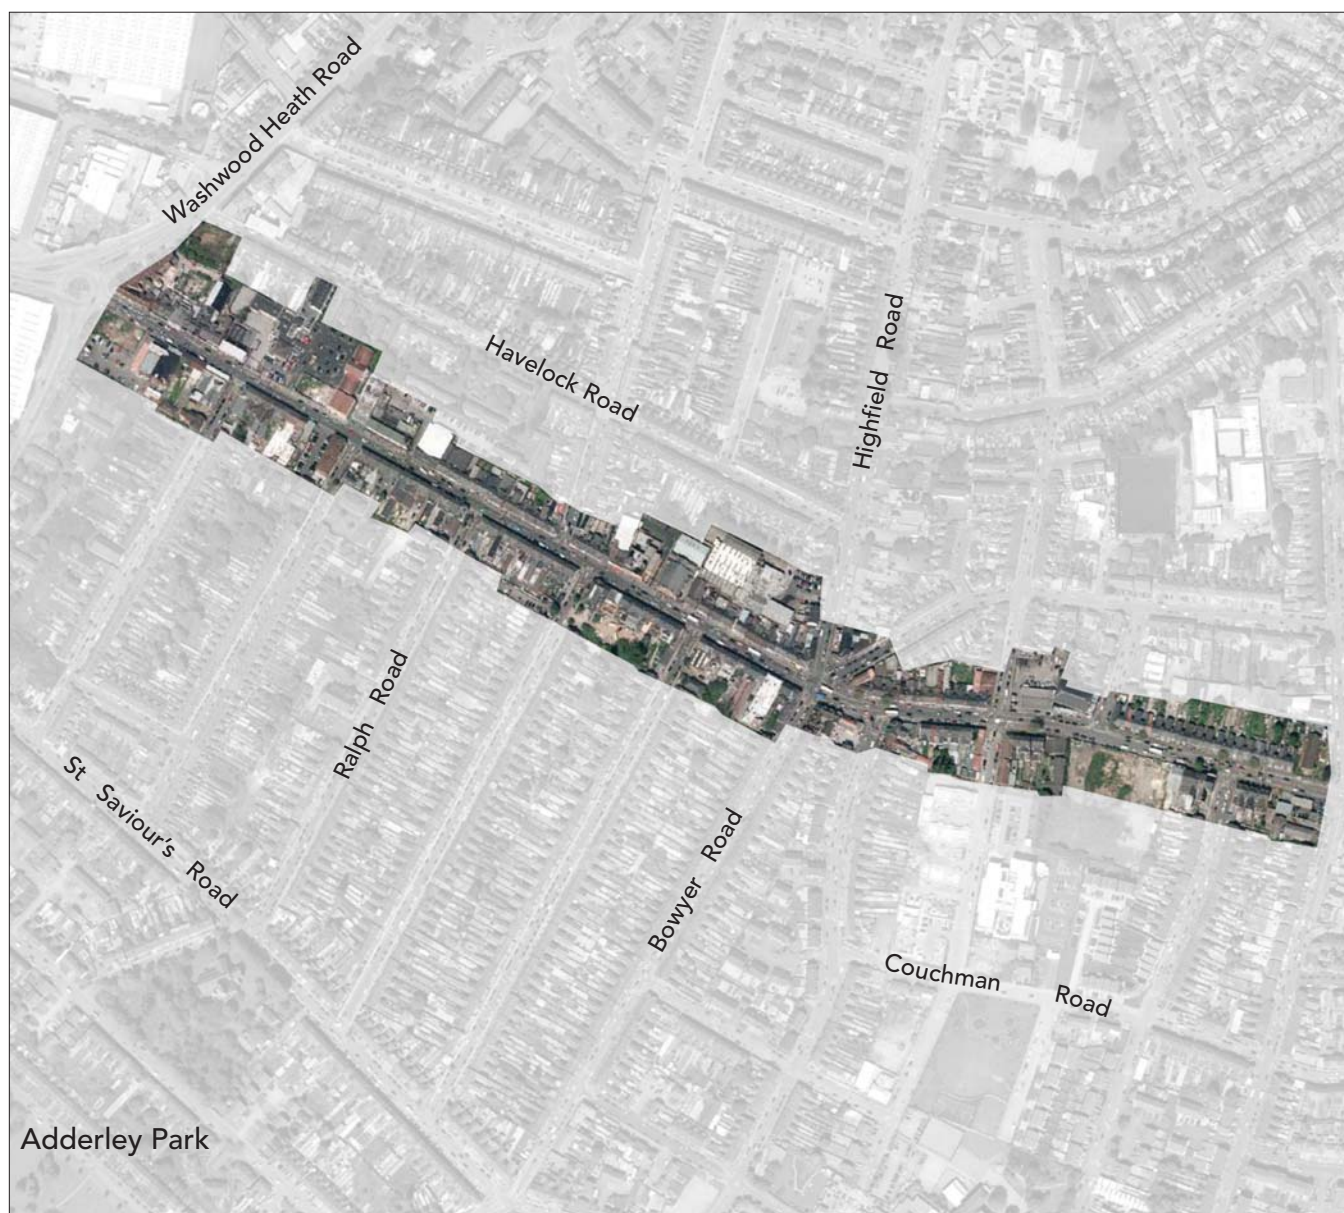 Washwood Heath Road
Havelock Road
Highfield Road
Ralph Road
St Saviour's Road
Bowyer Road
Couchman Road
Adderley Park